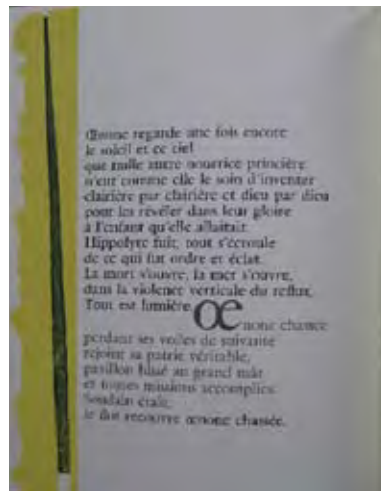 Œnone regarde une fois encore
le soleil et ce ciel
que nulle autre nourrice princière
n'eut comme elle le soin d'inventer
clairière par clairière et dieu par dieu
pour les révéler dans leur gloire
à l'enfant qu'elle allaitait.
Hippolyte fuit, tout s'écroule
de ce qui fut ordre et éclat.
La mort s'ouvre, la mer s'ouvre,
dans la violence verticale du reflux,
Tout est lumière.
Œnone chassée
perdant ses voiles de suivante
rejoint sa patrie véritable,
pavillon hissé au grand mât
et toutes missions accomplies.
Soudain étale,
le flot recouvre œnone chassée.